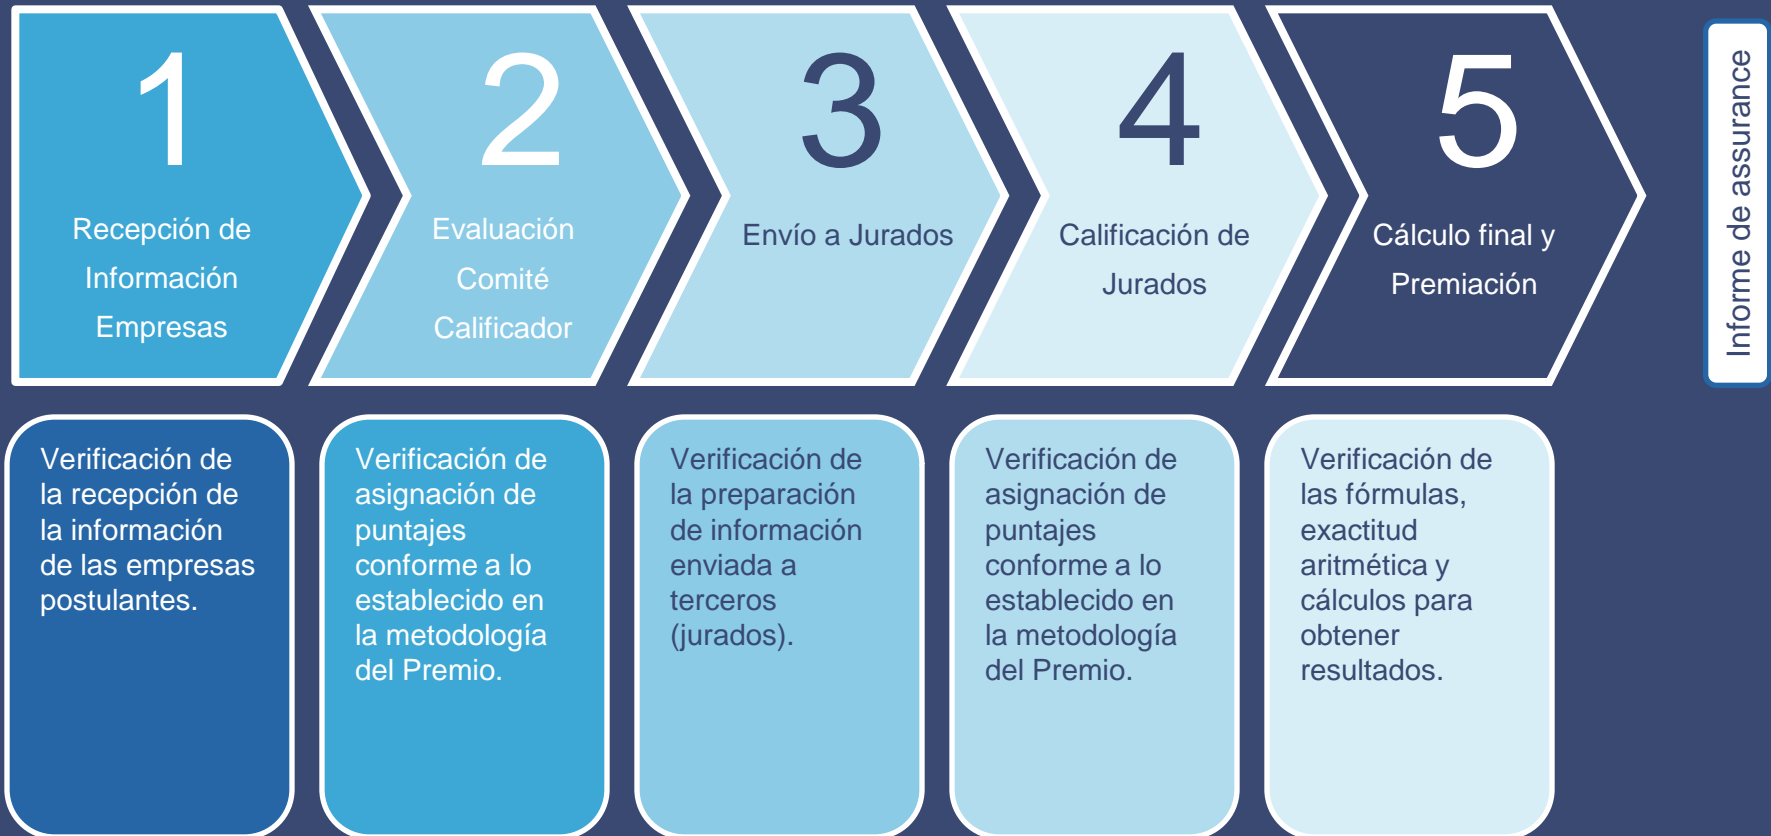 1
Recepción de
Información
Empresas
2
Evaluación
Comité
Calificador
3
Envío a Jurados
4
Calificación de
Jurados
5
Cálculo final y
Premiación
Informe de assurance
Verificación de
la recepción de
la información
de las empresas
postulantes.
Verificación de
asignación de
puntajes
conforme a lo
establecido en
la metodología
del Premio.
Verificación de
la preparación
de información
enviada a
terceros
(jurados).
Verificación de
asignación de
puntajes
conforme a lo
establecido en
la metodología
del Premio.
Verificación de
las fórmulas,
exactitud
aritmética y
cálculos para
obtener
resultados.